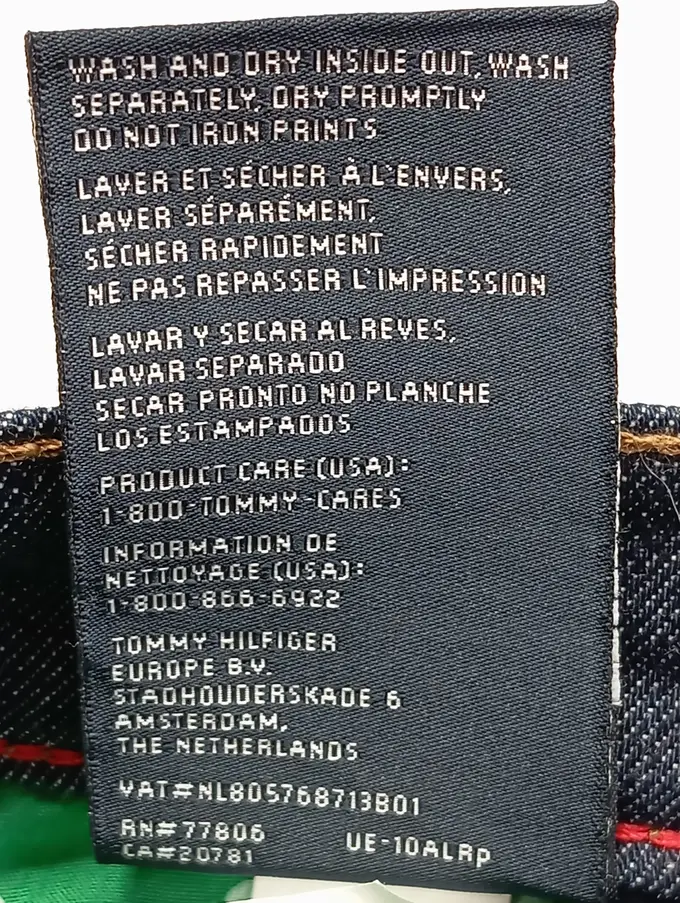 WASH AND DRY INSIDE OUT, WASH
SEPARATELY, DRY PROMPTLY
DO NOT IRON PRINTS
LAVER ET SÉCHER À L'ENVERS,
LAVER SÉPARÉMENT,
SÉCHER RAPIDEMENT
NE PAS REPASSER L'IMPRESSION
LAVAR Y SECAR AL REVES,
LAVAR SEPARADO
SECAR PRONTO NO PLANCHE
LOS ESTAMPADOS
PRODUCT CARE (USA):
1-800-TOMMY-CARES
INFORMATION DE
NETTOYAGE (USA):
1-800-866-6922
TOMMY HILFIGER
EUROPE B.V.
STADHOUDERSKADE 6
AMSTERDAM,
THE NETHERLANDS
VAT#NL805768713B01
RN#77806 UE-10ALRp
CA#20781